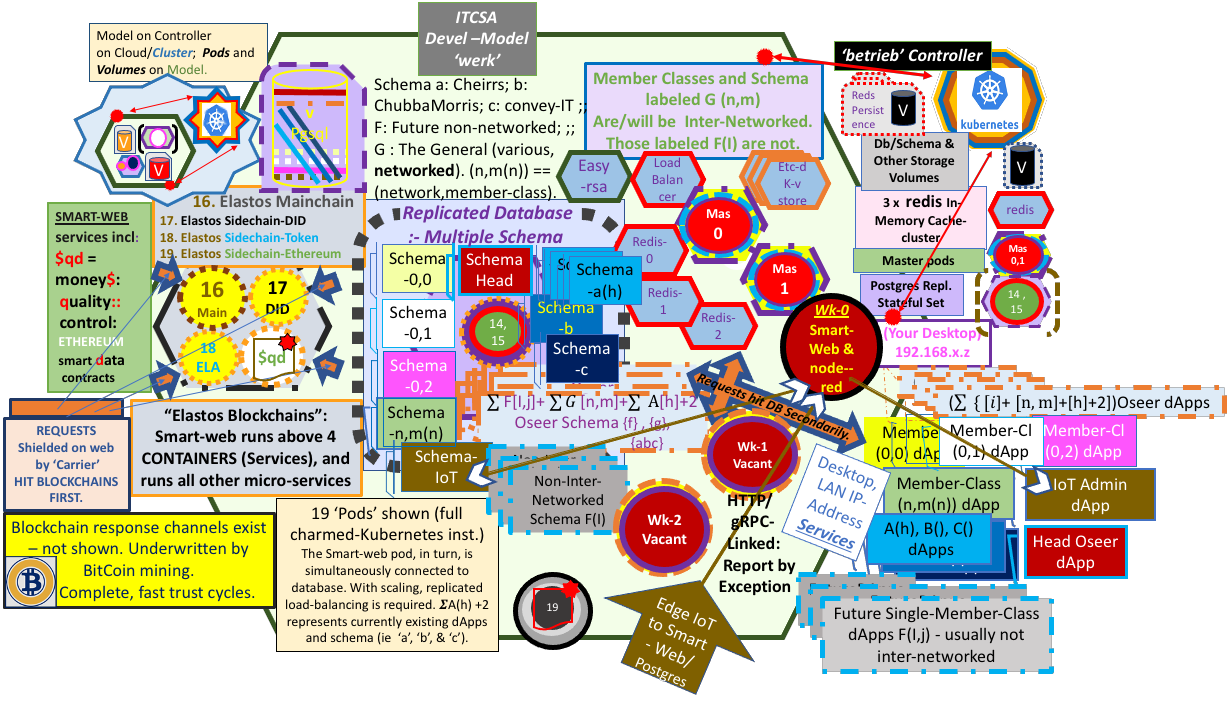 ITCSA
Devel –Model
'werk'
'betrieb' Controller
Model on Controller
on Cloud/Cluster; Pods and
Volumes on Model.
V
V
v
Pgsql
Schema a: Cheirrs; b:
ChubbaMorris; c: convey-IT ;;
F: Future non-networked; ;;
G : The General (various,
networked). (n,m(n)) ==
(network,member-class).
Member Classes and Schema
labeled G (n,m)
Are/will be Inter-Networked.
Those labeled F(I) are not.
Reds
Persist
ence
V
kubernetes
V
Db/Schema &
Other Storage
Volumes
3 x redis In-
Memory Cache-
cluster
redis
Master pods
Mas
0,1
Postgres Repl.
Stateful Set
14 ,
15
(Your Desktop)
192.168.x.z
Easy
-rsa
Load
Balan
cer
Etc-d
K-v
store
Mas
0
Mas
1
Redis-
0
Redis-
1
Redis-
2
Wk-0
Smart-
Web &
node--
red
16. Elastos Mainchain
17. Elastos Sidechain-DID
18. Elastos Sidechain-Token
19. Elastos Sidechain-Ethereum
SMART-WEB
services incl:
$qd =
money$:
quality::
control:
ETHEREUM
smart data
contracts
16
Main
17
DID
18
ELA
$qd
Replicated Database
:- Multiple Schema
Schema
-0,0
Schema
Head
Schema
-a(h)
Schema
-0,1
14,
15
Schema
-b
Schema
-c
Schema
-0,2
Schema
-n,m(n)
∑ F[I,j]+ ∑G [n,m]+∑ A[h]+2
Oseer Schema {f} , {g},
{abc}
Schema-
IoT
Non-Inter-
Networked
Schema F(I)
Requests hit DB Secondarily.
Wk-1
Vacant
Wk-2
Vacant
HTTP/
gRPC-
Linked:
Report by
Exception
Desktop,
LAN IP-
Address
Services
(∑ { [i]+ [n, m]+[h]+2])Oseer dApps
Member-Cl
(0,1) dApp
Member-Cl
(0,2) dApp
Member-Class
(n,m(n)) dApp
IoT Admin
dApp
A(h), B(), C()
dApps
Head Oseer
dApp
Future Single-Member-Class
dApps F(I,j) - usually not
inter-networked
REQUESTS
Shielded on web
by 'Carrier'
HIT BLOCKCHAINS
FIRST.
"Elastos Blockchains":
Smart-web runs above 4
CONTAINERS (Services), and
runs all other micro-services
Blockchain response channels exist
– not shown. Underwritten by
BitCoin mining.
Complete, fast trust cycles.
19 'Pods' shown (full
charmed-Kubernetes inst.)
The Smart-web pod, in turn, is
simultaneously connected to
database. With scaling, replicated
load-balancing is required. ΣA(h) +2
represents currently existing dApps
and schema (ie 'a', 'b', & 'c').
19
Edge IoT
to Smart
- Web/
Postgres